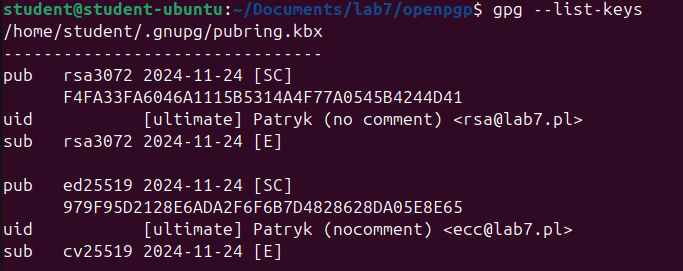 student@student-ubuntu:~/Documents/lab7/openpgp$ gpg --list-keys
/home/student/.gnupg/pubring.kbx
--------------------------------
pub   rsa3072 2024-11-24 [SC]
      F4FA33FA6046A1115B5314A4F77A0545B4244D41
uid           [ultimate] Patryk (no comment) <rsa@lab7.pl>
sub   rsa3072 2024-11-24 [E]

pub   ed25519 2024-11-24 [SC]
      979F95D2128E6ADA2F6F6B7D4828628DA05E8E65
uid           [ultimate] Patryk (nocomment) <ecc@lab7.pl>
sub   cv25519 2024-11-24 [E]